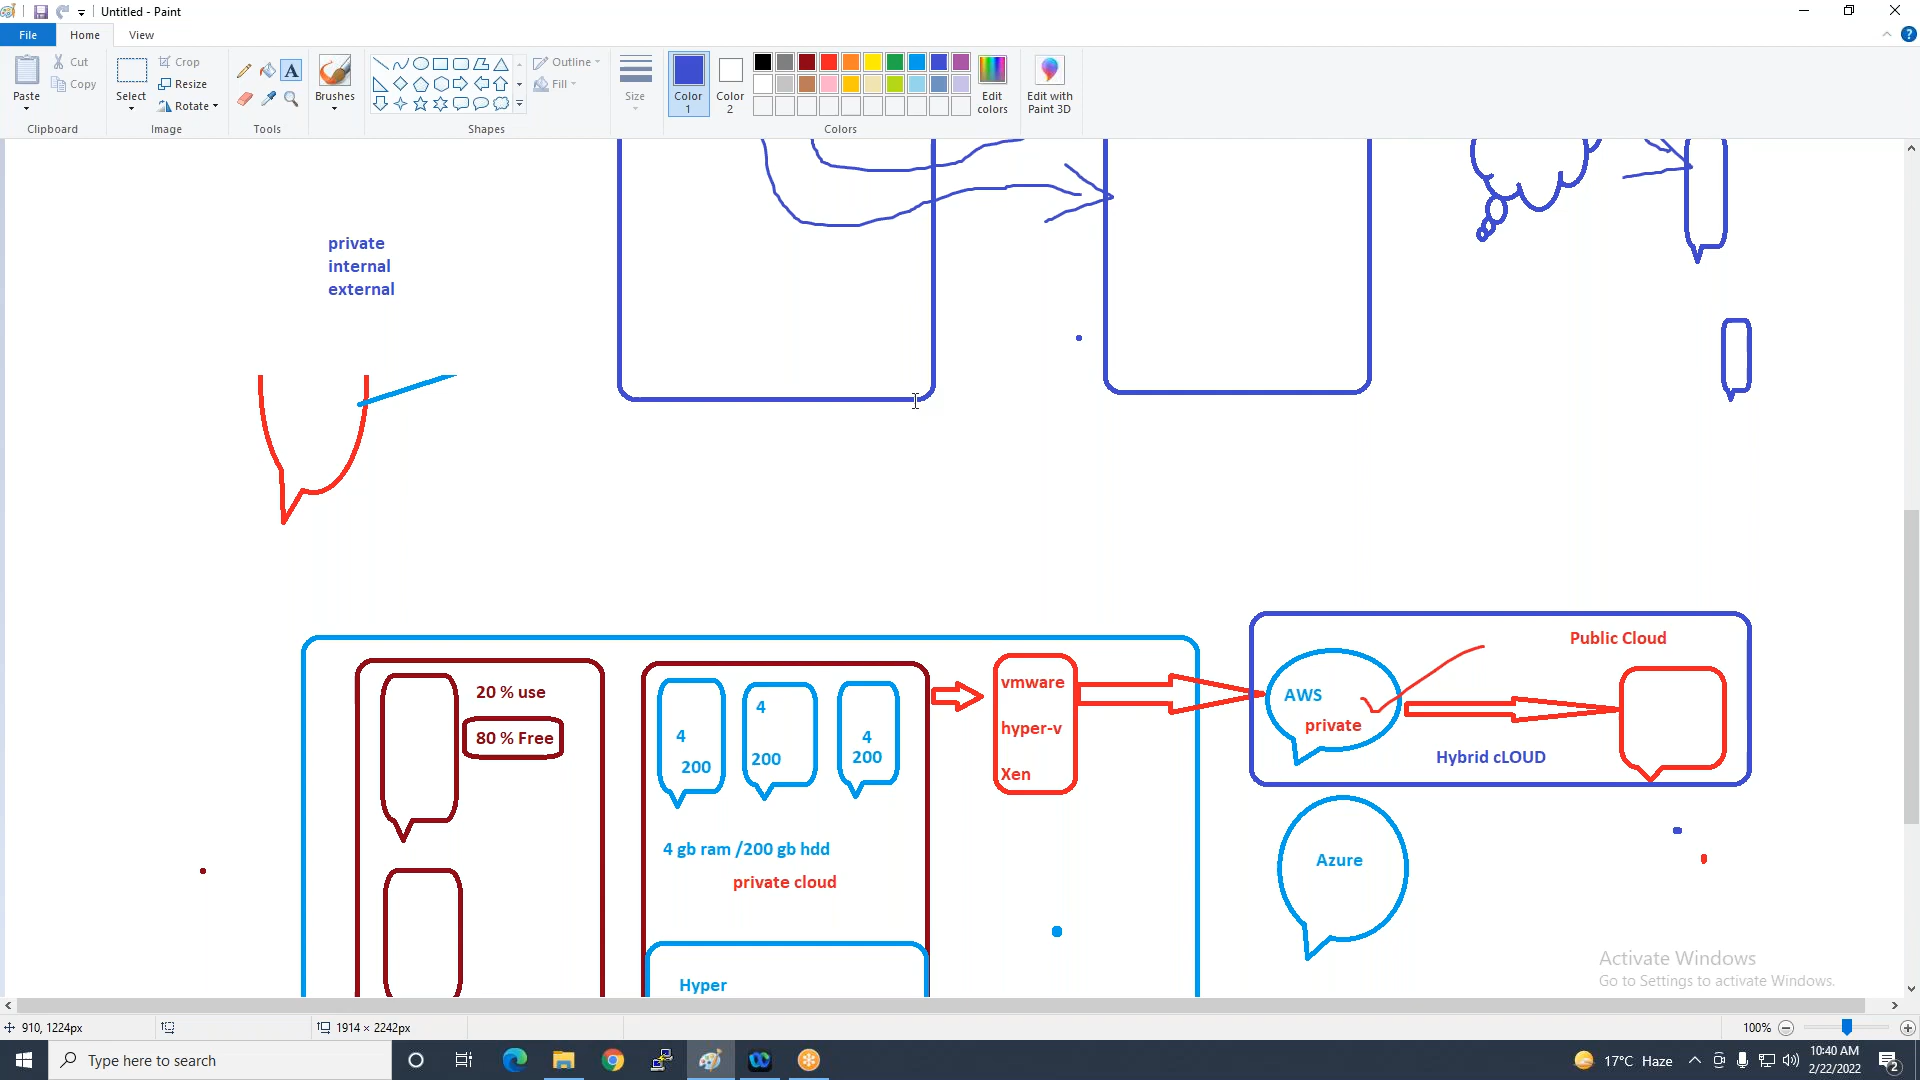 Untitled - Paint
File
Home
View
Paste
Cut
Copy
Clipboard
Select
Crop
Resize
Rotate
Image
A
Tools
Brushes
Shapes
Outline
Fill
Size
Color 1
Color 2
Edit colors
Colors
Edit with Paint 3D
private
internal
external
20 % use
80 % Free
4
200
4
200
4
200
4 gb ram /200 gb hdd
private cloud
Hyper
vmware
hyper-v
Xen
AWS
private
Public Cloud
Hybrid cLOUD
Azure
Activate Windows
Go to Settings to activate Windows.
910, 1224px
1914 × 2242px
100%
Type here to search
17°C Haze
10:40 AM
2/22/2022
2